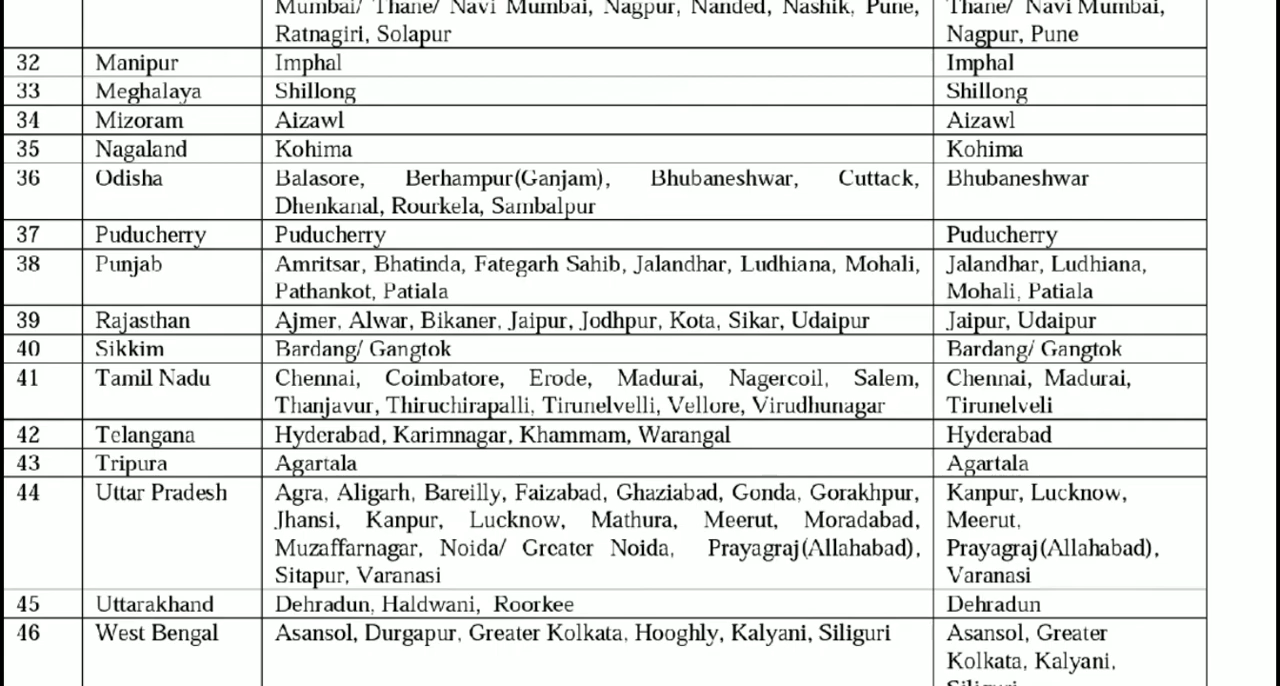 Mumbai/ Thane/ Navi Mumbai, Nagpur, Nanded, Nashik, Pune, Thane/ Navi Mumbai,
Ratnagiri, Solapur Nagpur, Pune
32 Manipur Imphal Imphal
33 Meghalaya Shillong Shillong
34 Mizoram Aizawl Aizawl
35 Nagaland Kohima Kohima
36 Odisha Balasore, Berhampur(Ganjam), Bhubaneshwar, Cuttack, Bhubaneshwar
Dhenkanal, Rourkela, Sambalpur
37 Puducherry Puducherry Puducherry
38 Punjab Amritsar, Bhatinda, Fategarh Sahib, Jalandhar, Ludhiana, Mohali, Jalandhar, Ludhiana,
Pathankot, Patiala Mohali, Patiala
39 Rajasthan Ajmer, Alwar, Bikaner, Jaipur, Jodhpur, Kota, Sikar, Udaipur Jaipur, Udaipur
40 Sikkim Bardang/ Gangtok Bardang/ Gangtok
41 Tamil Nadu Chennai, Coimbatore, Erode, Madurai, Nagercoil, Salem, Chennai, Madurai,
Thanjavur, Thiruchirapalli, Tirunelvelli, Vellore, Virudhunagar Tirunelveli
42 Telangana Hyderabad, Karimnagar, Khammam, Warangal Hyderabad
43 Tripura Agartala Agartala
44 Uttar Pradesh Agra, Aligarh, Bareilly, Faizabad, Ghaziabad, Gonda, Gorakhpur, Kanpur, Lucknow,
Jhansi, Kanpur, Lucknow, Mathura, Meerut, Moradabad, Meerut,
Muzaffarnagar, Noida/ Greater Noida, Prayagraj(Allahabad), Prayagraj(Allahabad),
Sitapur, Varanasi Varanasi
45 Uttarakhand Dehradun, Haldwani, Roorkee Dehradun
46 West Bengal Asansol, Durgapur, Greater Kolkata, Hooghly, Kalyani, Siliguri Asansol, Greater
Kolkata, Kalyani,